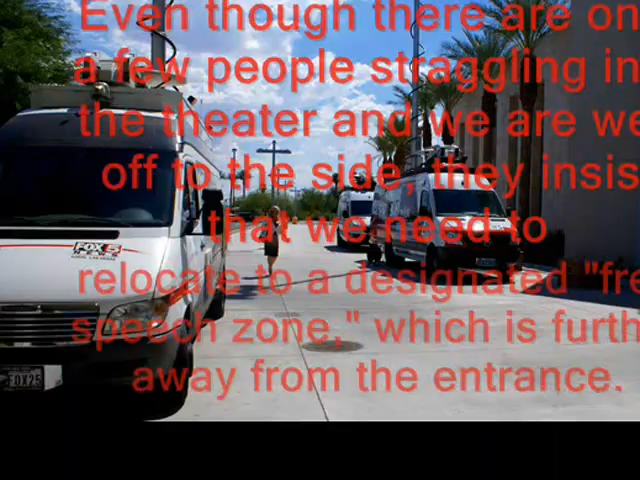 Even though there are on
a few people straggling in
the theater and we are we
off to the side, they insis
that we need to
relocate to a designated "fre
speech zone," which is furth
away from the entrance.
FOX 5
NEWS
FOX25